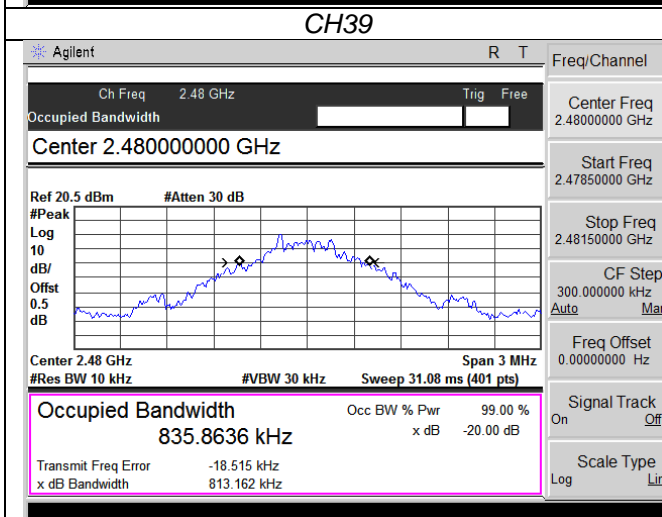 CH39
Agilent R T
Freq/Channel
Ch Freq 2.48 GHz Trig Free
Occupied Bandwidth
Center 2.480000000 GHz
Center Freq
2.48000000 GHz
Start Freq
2.47850000 GHz
Stop Freq
2.48150000 GHz
CF Step
300.000000 kHz
Auto Mar
Freq Offset
0.00000000 Hz
Signal Track
On Off
Scale Type
Log Lin
Ref 20.5 dBm #Atten 30 dB
#Peak
Log
10
dB/
Offst
0.5
dB
Center 2.48 GHz Span 3 MHz
#Res BW 10 kHz #VBW 30 kHz Sweep 31.08 ms (401 pts)
Occupied Bandwidth Occ BW % Pwr 99.00 %
835.8636 kHz x dB -20.00 dB
Transmit Freq Error -18.515 kHz
x dB Bandwidth 813.162 kHz